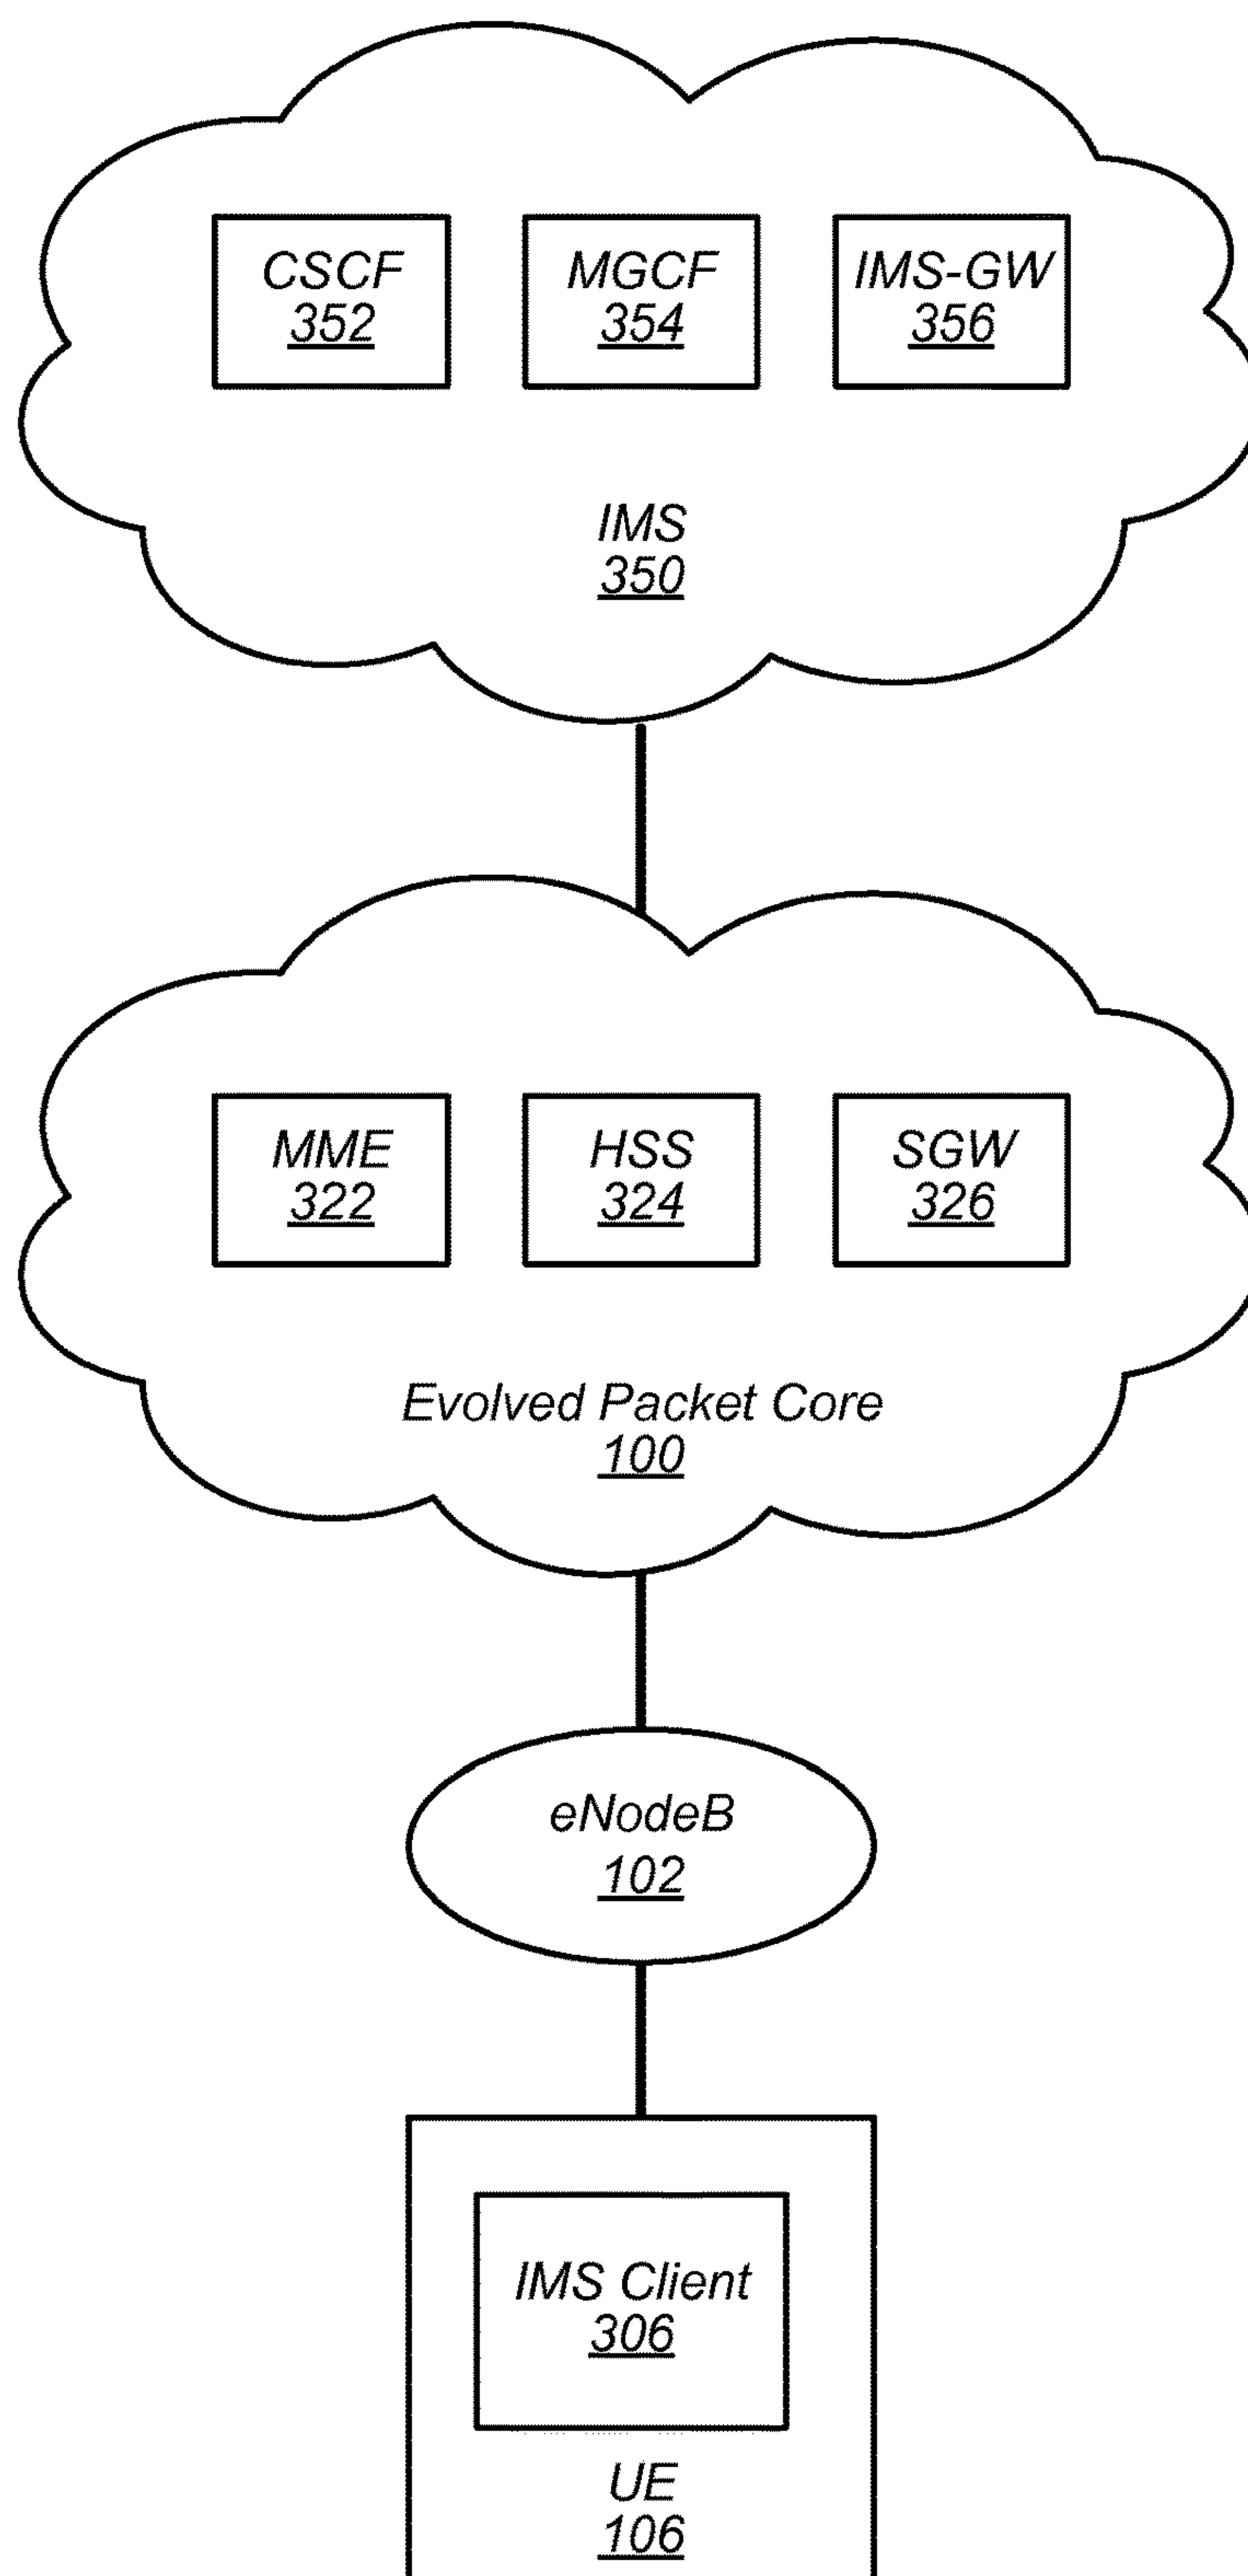 CSCF
352
MGCF
354
IMS-GW
356
IMS
350
MME
322
HSS
324
SGW
326
Evolved Packet Core
100
eNodeB
102
IMS Client
306
UE
106